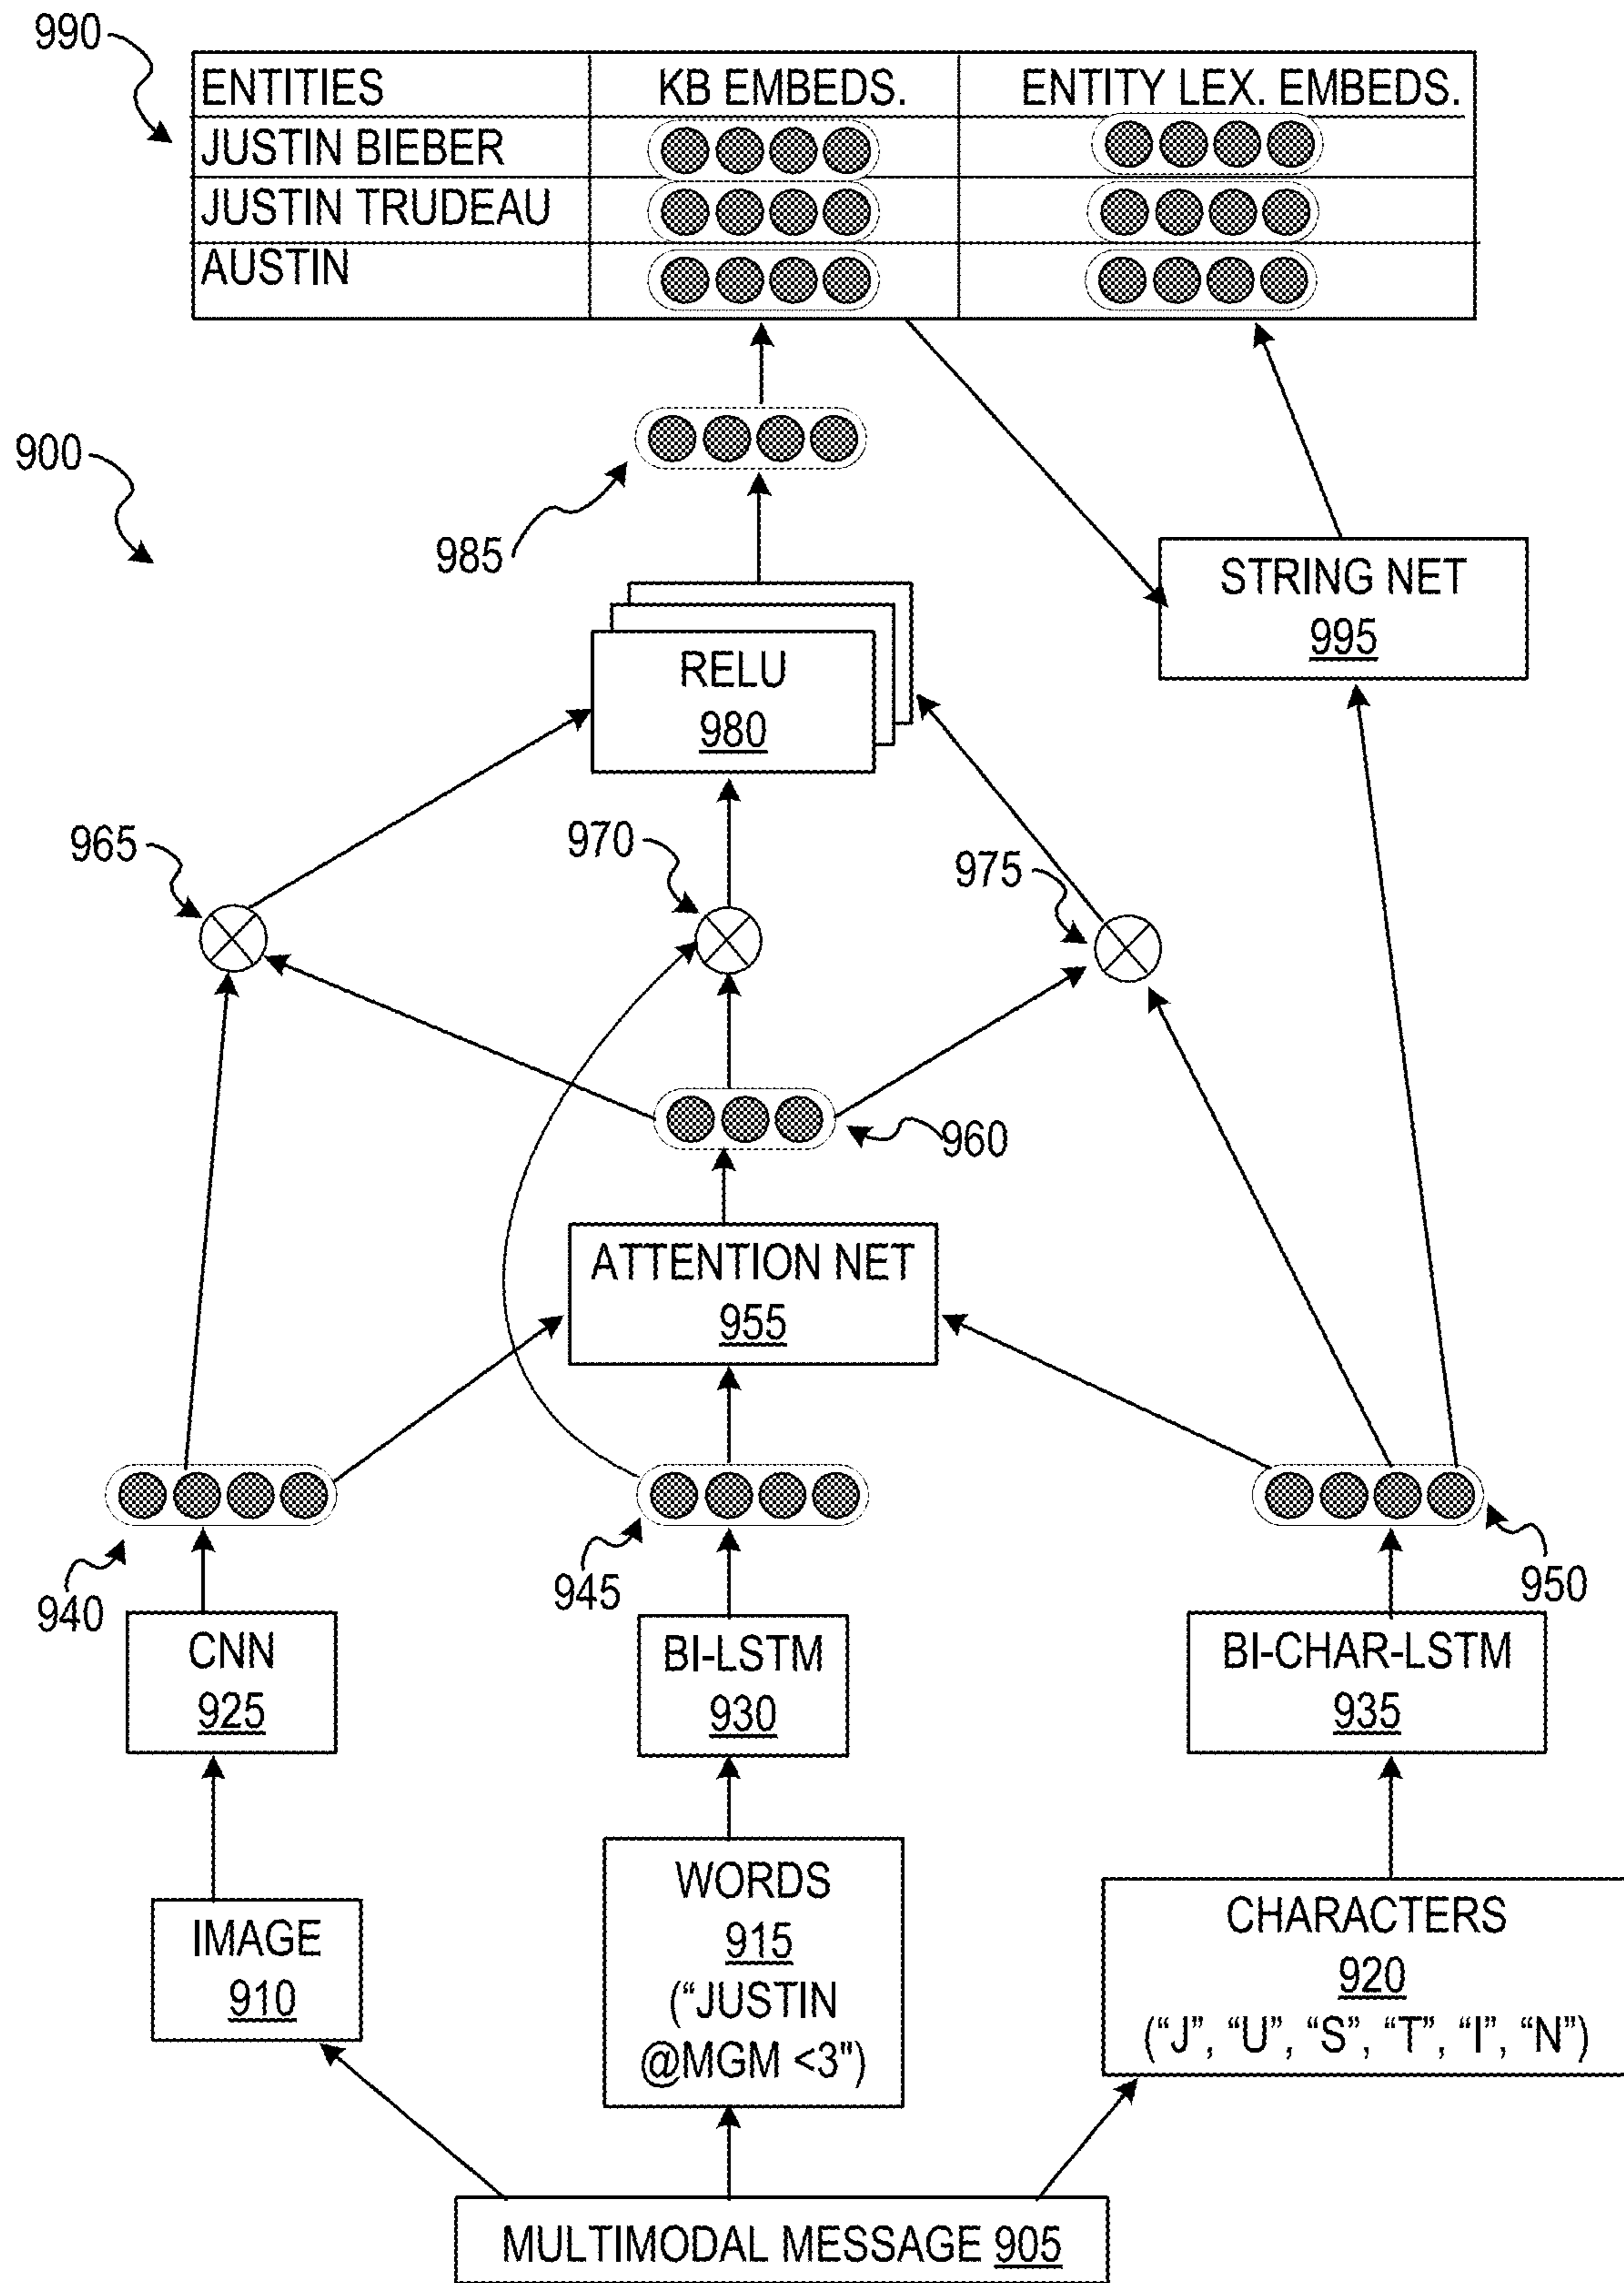 990
ENTITIES KB EMBEDS. ENTITY LEX. EMBEDS.
JUSTIN BIEBER
JUSTIN TRUDEAU
AUSTIN
900
985
STRING NET
995
RELU
980
965
970
975
960
ATTENTION NET
955
940
945
950
CNN
925
BI-LSTM
930
BI-CHAR-LSTM
935
IMAGE
910
WORDS
915
(“JUSTIN
@MGM <3")
CHARACTERS
920
(“J”, “U”, “S”, “T”, “I”, “N”)
MULTIMODAL MESSAGE 905